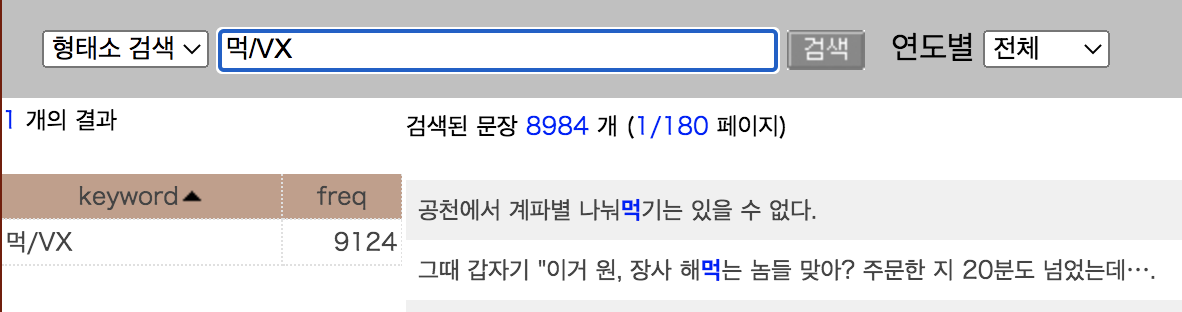 형태소 검색 먹/VX 검색 연도별 전체
1 개의 결과
검색된 문장 8984 개 (1/180 페이지)
keyword freq
먹/VX 9124
공천에서 계파별 나눠먹기는 있을 수 없다.
그때 갑자기 "이거 원, 장사 해먹는 놈들 맞아? 주문한 지 20분도 넘었는데….